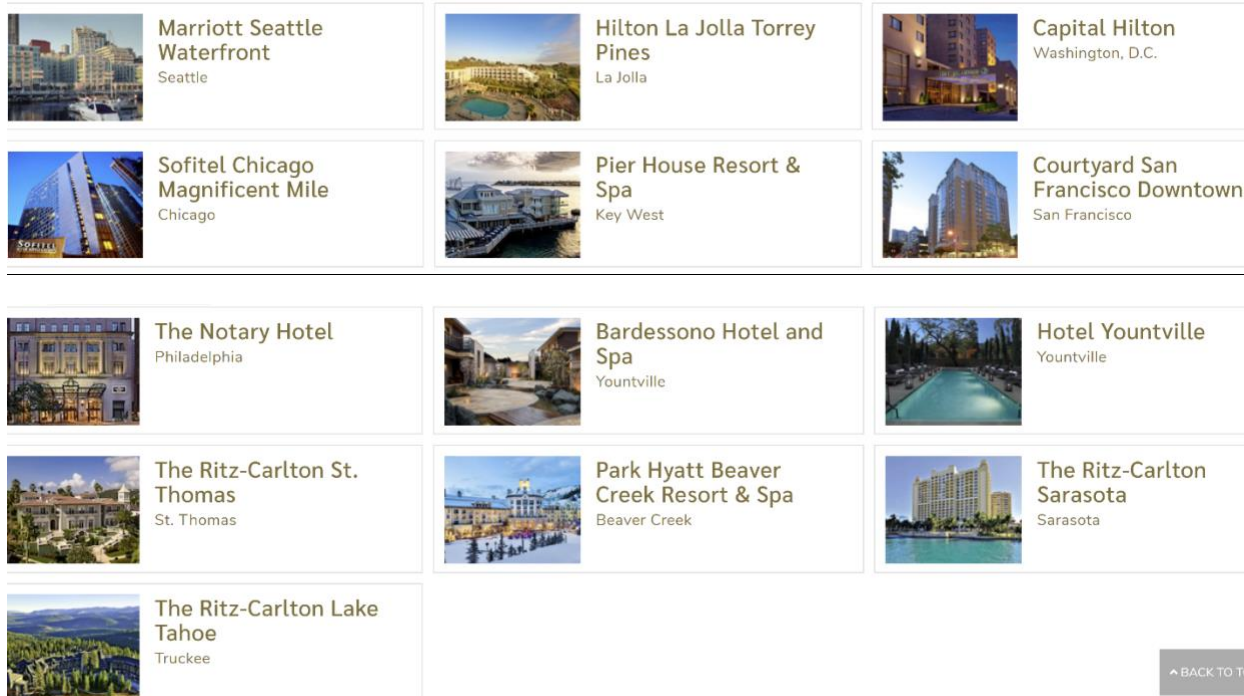 Marriott Seattle
Waterfront
Seattle
Hilton La Jolla Torrey
Pines
La Jolla
Capital Hilton
Washington, D.C.
Sofitel Chicago
Magnificent Mile
Chicago
SOFITEL
Pier House Resort &
Spa
Key West
Courtyard San
Francisco Downtown
San Francisco
The Notary Hotel
Philadelphia
Bardessono Hotel and
Spa
Yountville
Hotel Yountville
Yountville
The Ritz-Carlton St.
Thomas
St. Thomas
Park Hyatt Beaver
Creek Resort & Spa
Beaver Creek
The Ritz-Carlton
Sarasota
Sarasota
The Ritz-Carlton Lake
Tahoe
Truckee
BACK TO T